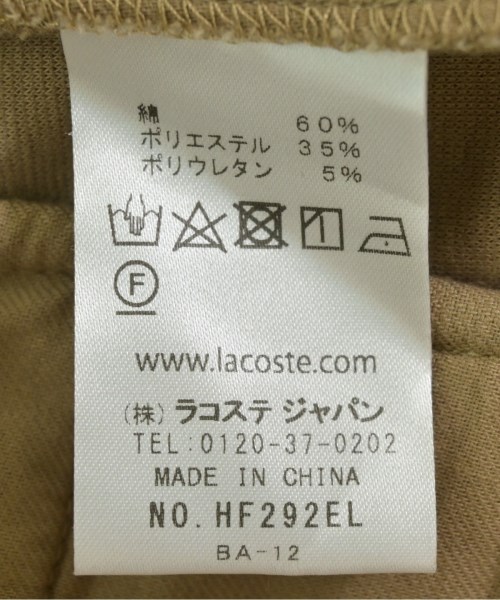 綿 60%
ポリエステル 35%
ポリウレタン 5%
F
www.lacoste.com
(株) ラコステ ジャパン
TEL:0120-37-0202
MADE IN CHINA
NO. HF292EL
BA-12